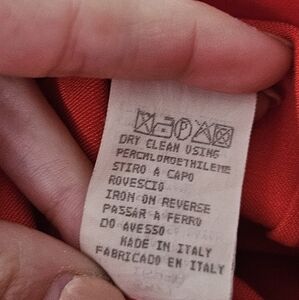 P
DRY CLEAN USING
PERCHLOROETHILENE
STIRO A CAPO
ROVESCIO
IRON ON REVERSE
PASSAR A FERRO
DO AVESSO
MADE IN ITALY
FABRICADO EN ITALY